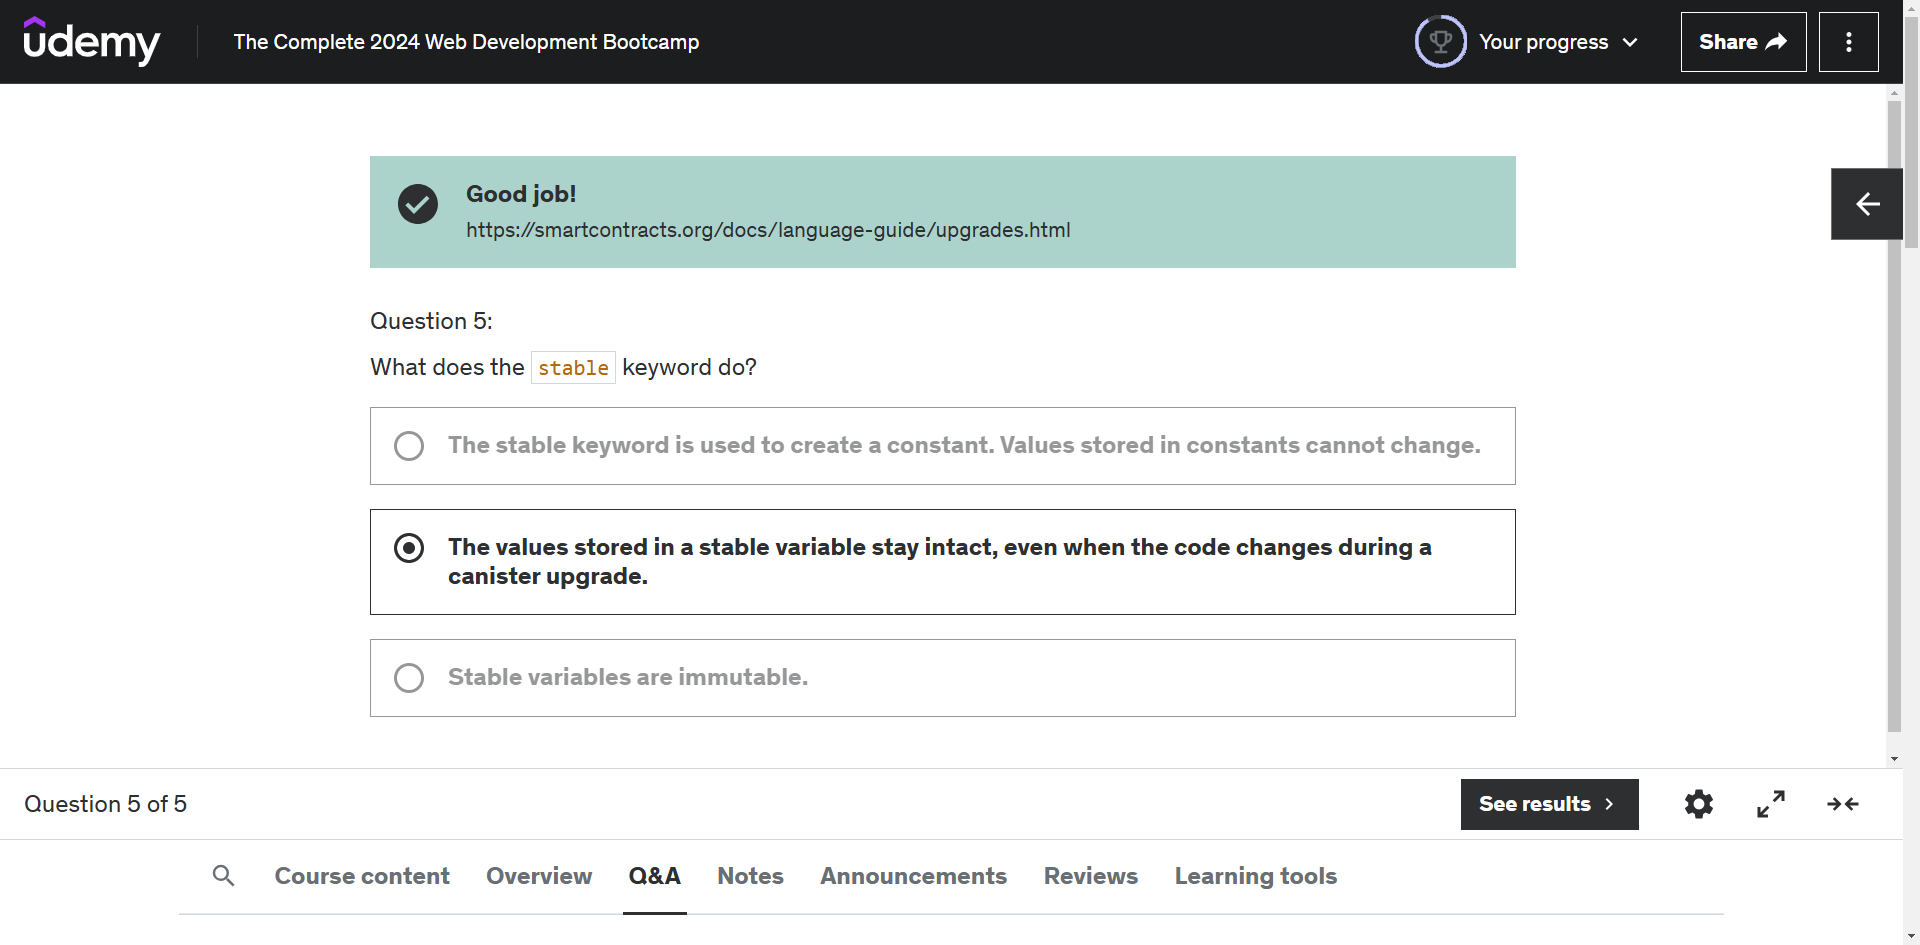 udemy
The Complete 2024 Web Development Bootcamp
Your progress
Share
Good job!
https://smartcontracts.org/docs/language-guide/upgrades.html
Question 5:
What does the stable keyword do?
The stable keyword is used to create a constant. Values stored in constants cannot change.
The values stored in a stable variable stay intact, even when the code changes during a
canister upgrade.
Stable variables are immutable.
Question 5 of 5
See results
Course content
Overview
Q&A
Notes
Announcements
Reviews
Learning tools